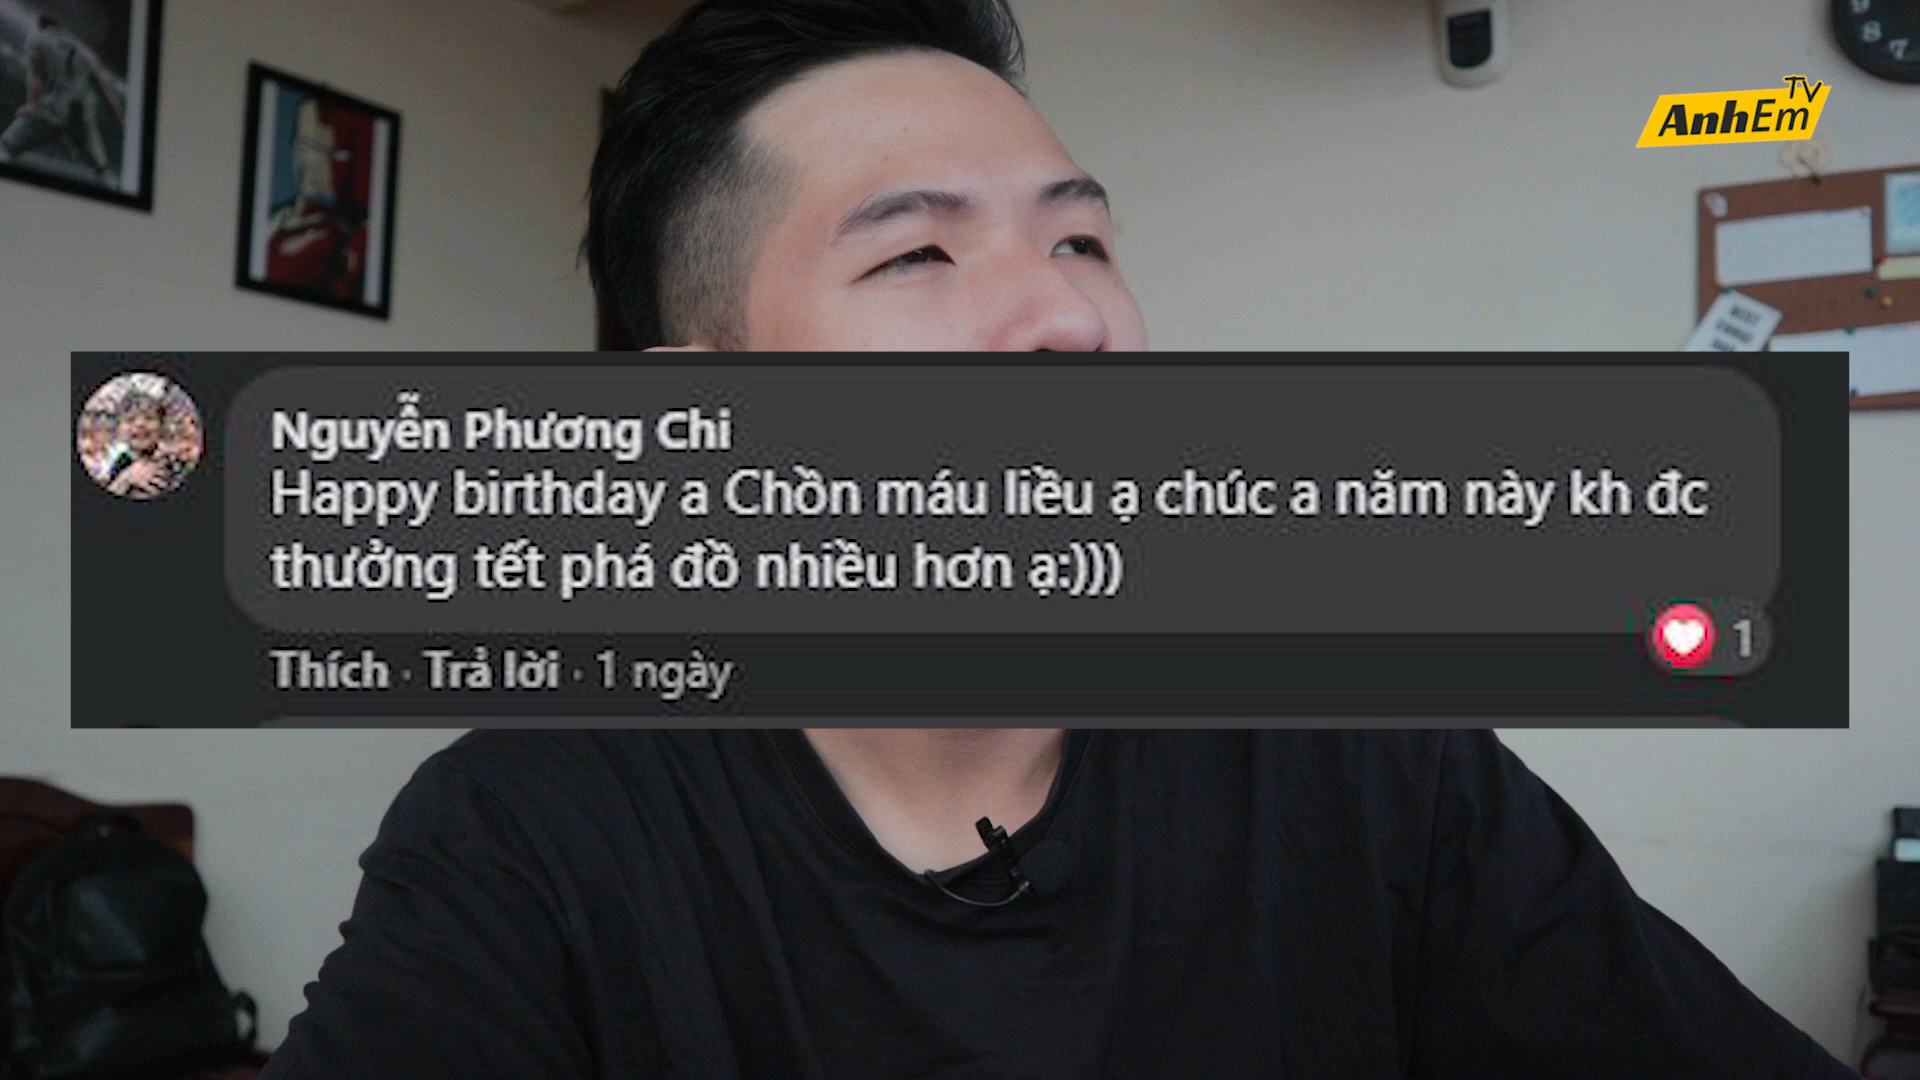 TV
AnhEm
Nguyễn Phương Chi
Happy birthday a Chồn máu liều ạ chúc a năm này kh đc
thưởng tết phá đồ nhiều hơn ạ:)))
1
Thích · Trả lời · 1 ngày